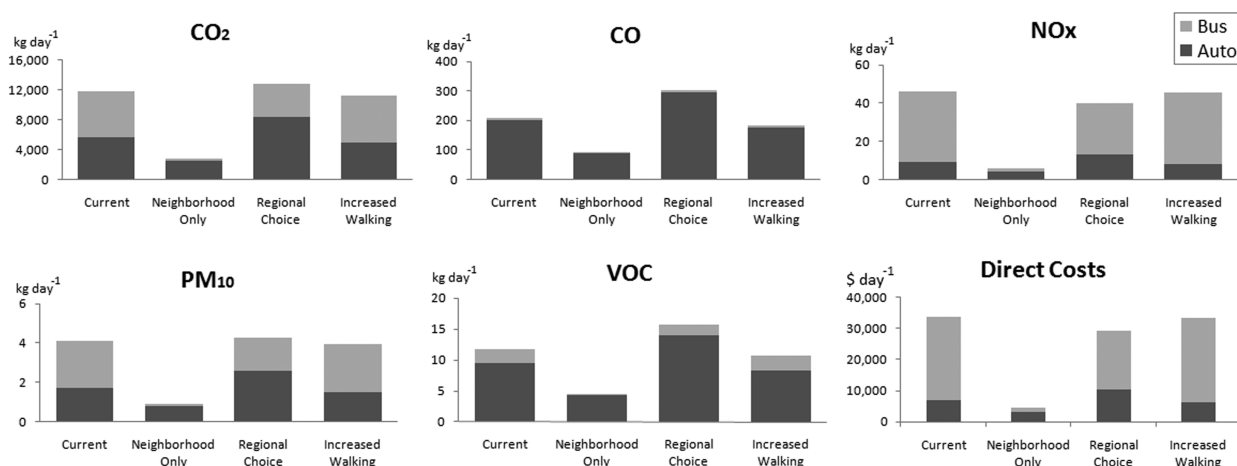 CO₂
kg day⁻¹
16,000
12,000
8,000
4,000
0
Current
Neighborhood
Only
Regional
Choice
Increased
Walking
CO
kg day⁻¹
400
300
200
100
0
Current
Neighborhood
Only
Regional
Choice
Increased
Walking
NOx
kg day⁻¹
60
40
20
0
Current
Neighborhood
Only
Regional
Choice
Increased
Walking
Bus
Auto
PM₁₀
kg day⁻¹
6
4
2
0
Current
Neighborhood
Only
Regional
Choice
Increased
Walking
VOC
kg day⁻¹
20
15
10
5
0
Current
Neighborhood
Only
Regional
Choice
Increased
Walking
Direct Costs
$ day⁻¹
40,000
30,000
20,000
10,000
0
Current
Neighborhood
Only
Regional
Choice
Increased
Walking